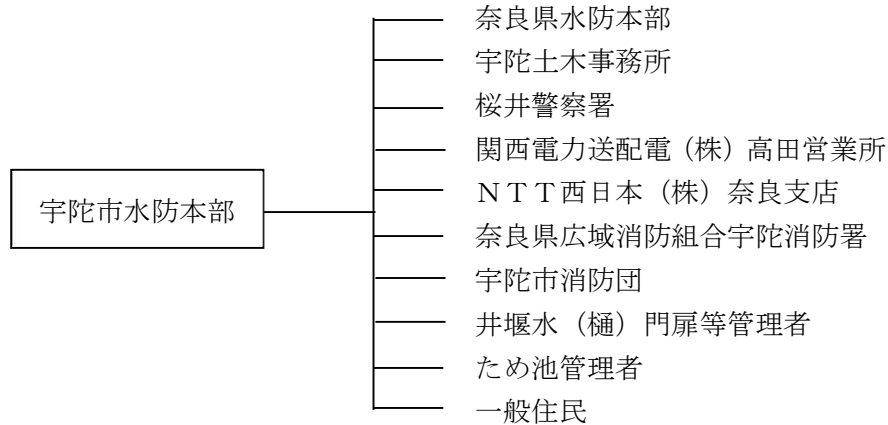 奈良県水防本部
宇陀土木事務所
桜井警察署
関西電力送配電（株）高田営業所
ＮＴＴ西日本（株）奈良支店
宇陀市水防本部
奈良県広域消防組合宇陀消防署
宇陀市消防団
井堰水（樋）門扉等管理者
ため池管理者
一般住民